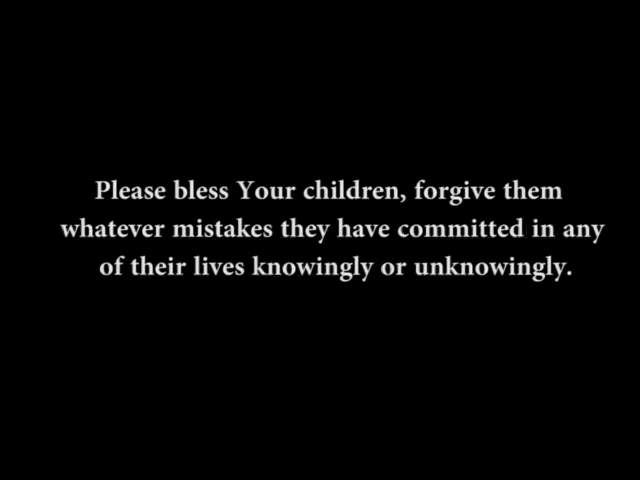 Please bless Your children, forgive them
whatever mistakes they have committed in any
of their lives knowingly or unknowingly.